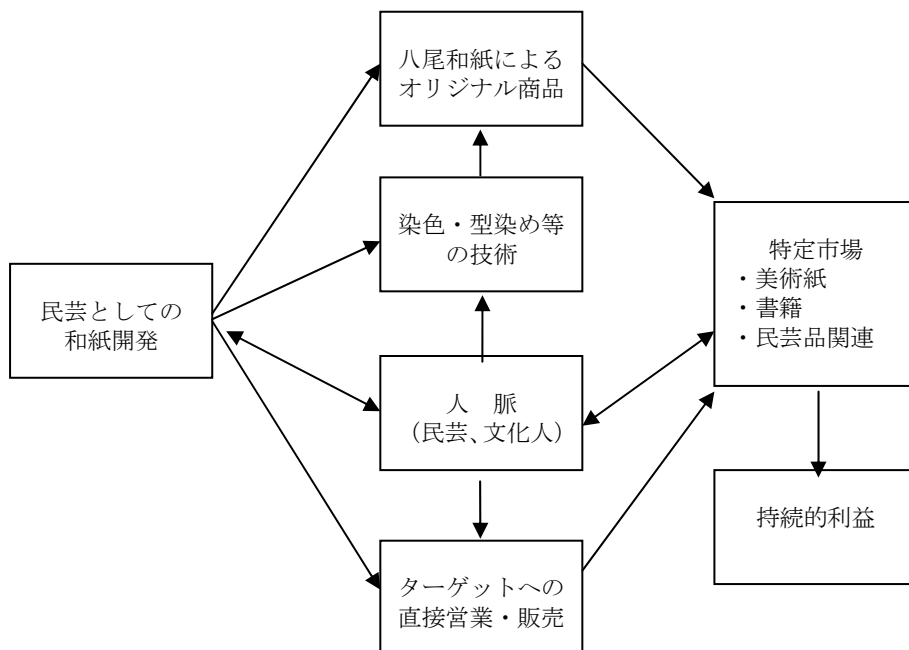 八尾和紙による
オリジナル商品
染色・型染め等
の技術
民芸としての
和紙開発
人　脈
（民芸、文化人）
ターゲットへの
直接営業・販売
特定市場
・美術紙
・書籍
・民芸品関連
持続的利益